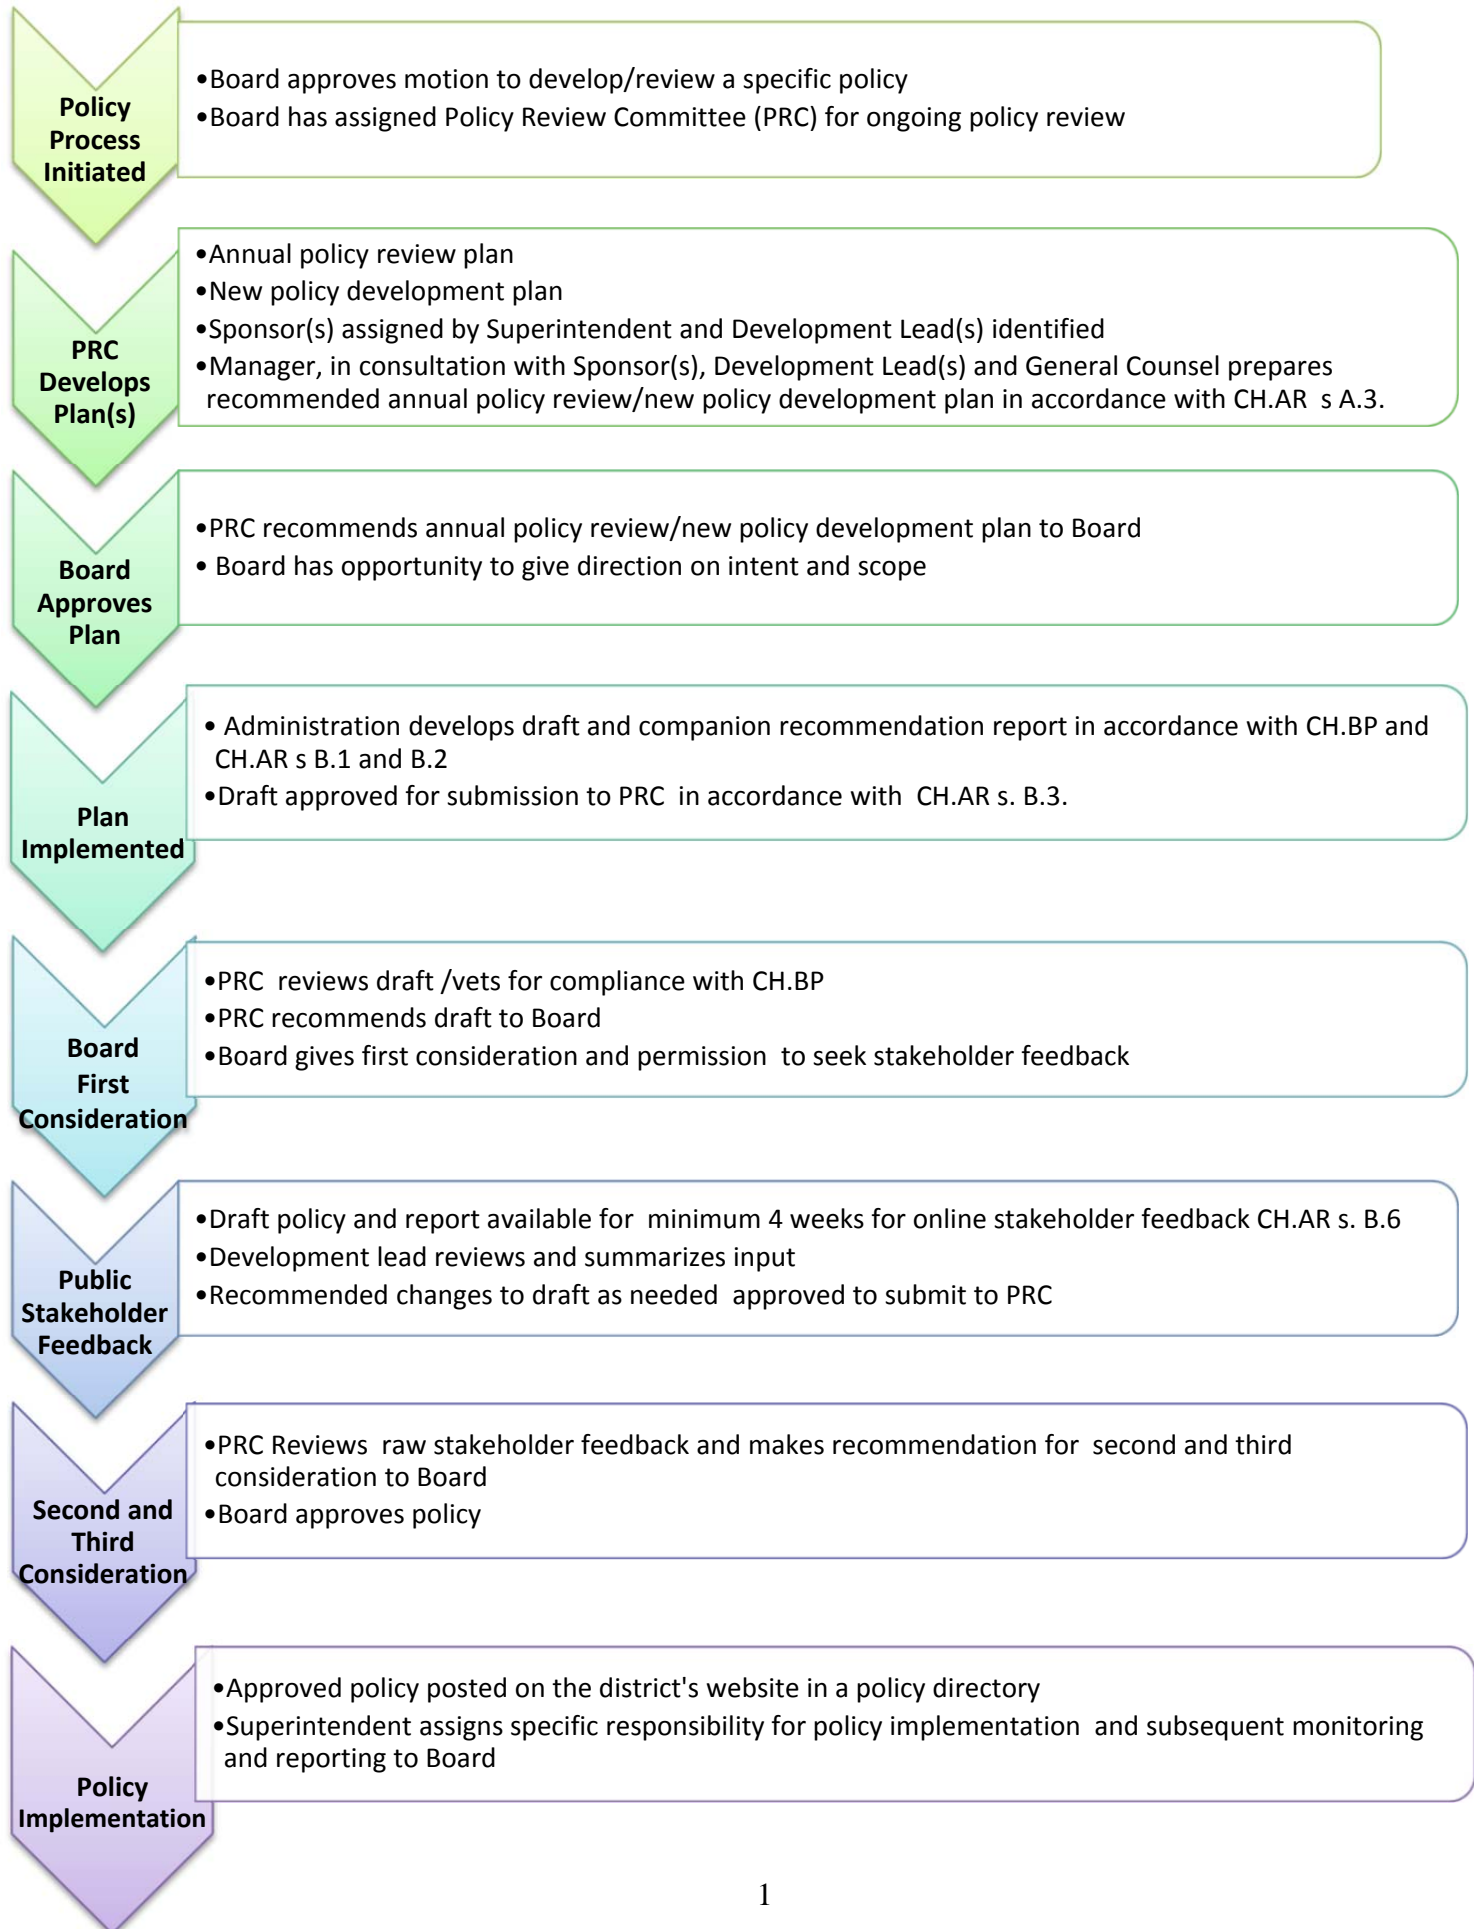 Policy
Process
Initiated
•Board approves motion to develop/review a specific policy
•Board has assigned Policy Review Committee (PRC) for ongoing policy review
PRC
Develops
Plan(s)
•Annual policy review plan
•New policy development plan
•Sponsor(s) assigned by Superintendent and Development Lead(s) identified
•Manager, in consultation with Sponsor(s), Development Lead(s) and General Counsel prepares
recommended annual policy review/new policy development plan in accordance with CH.AR s A.3.
Board
Approves
Plan
•PRC recommends annual policy review/new policy development plan to Board
• Board has opportunity to give direction on intent and scope
Plan
Implemented
• Administration develops draft and companion recommendation report in accordance with CH.BP and
CH.AR s B.1 and B.2
•Draft approved for submission to PRC in accordance with CH.AR s. B.3.
Board
First
Consideration
•PRC reviews draft /vets for compliance with CH.BP
•PRC recommends draft to Board
•Board gives first consideration and permission to seek stakeholder feedback
Public
Stakeholder
Feedback
•Draft policy and report available for minimum 4 weeks for online stakeholder feedback CH.AR s. B.6
•Development lead reviews and summarizes input
•Recommended changes to draft as needed approved to submit to PRC
Second and
Third
Consideration
•PRC Reviews raw stakeholder feedback and makes recommendation for second and third
consideration to Board
•Board approves policy
Policy
Implementation
•Approved policy posted on the district's website in a policy directory
•Superintendent assigns specific responsibility for policy implementation and subsequent monitoring
and reporting to Board
1